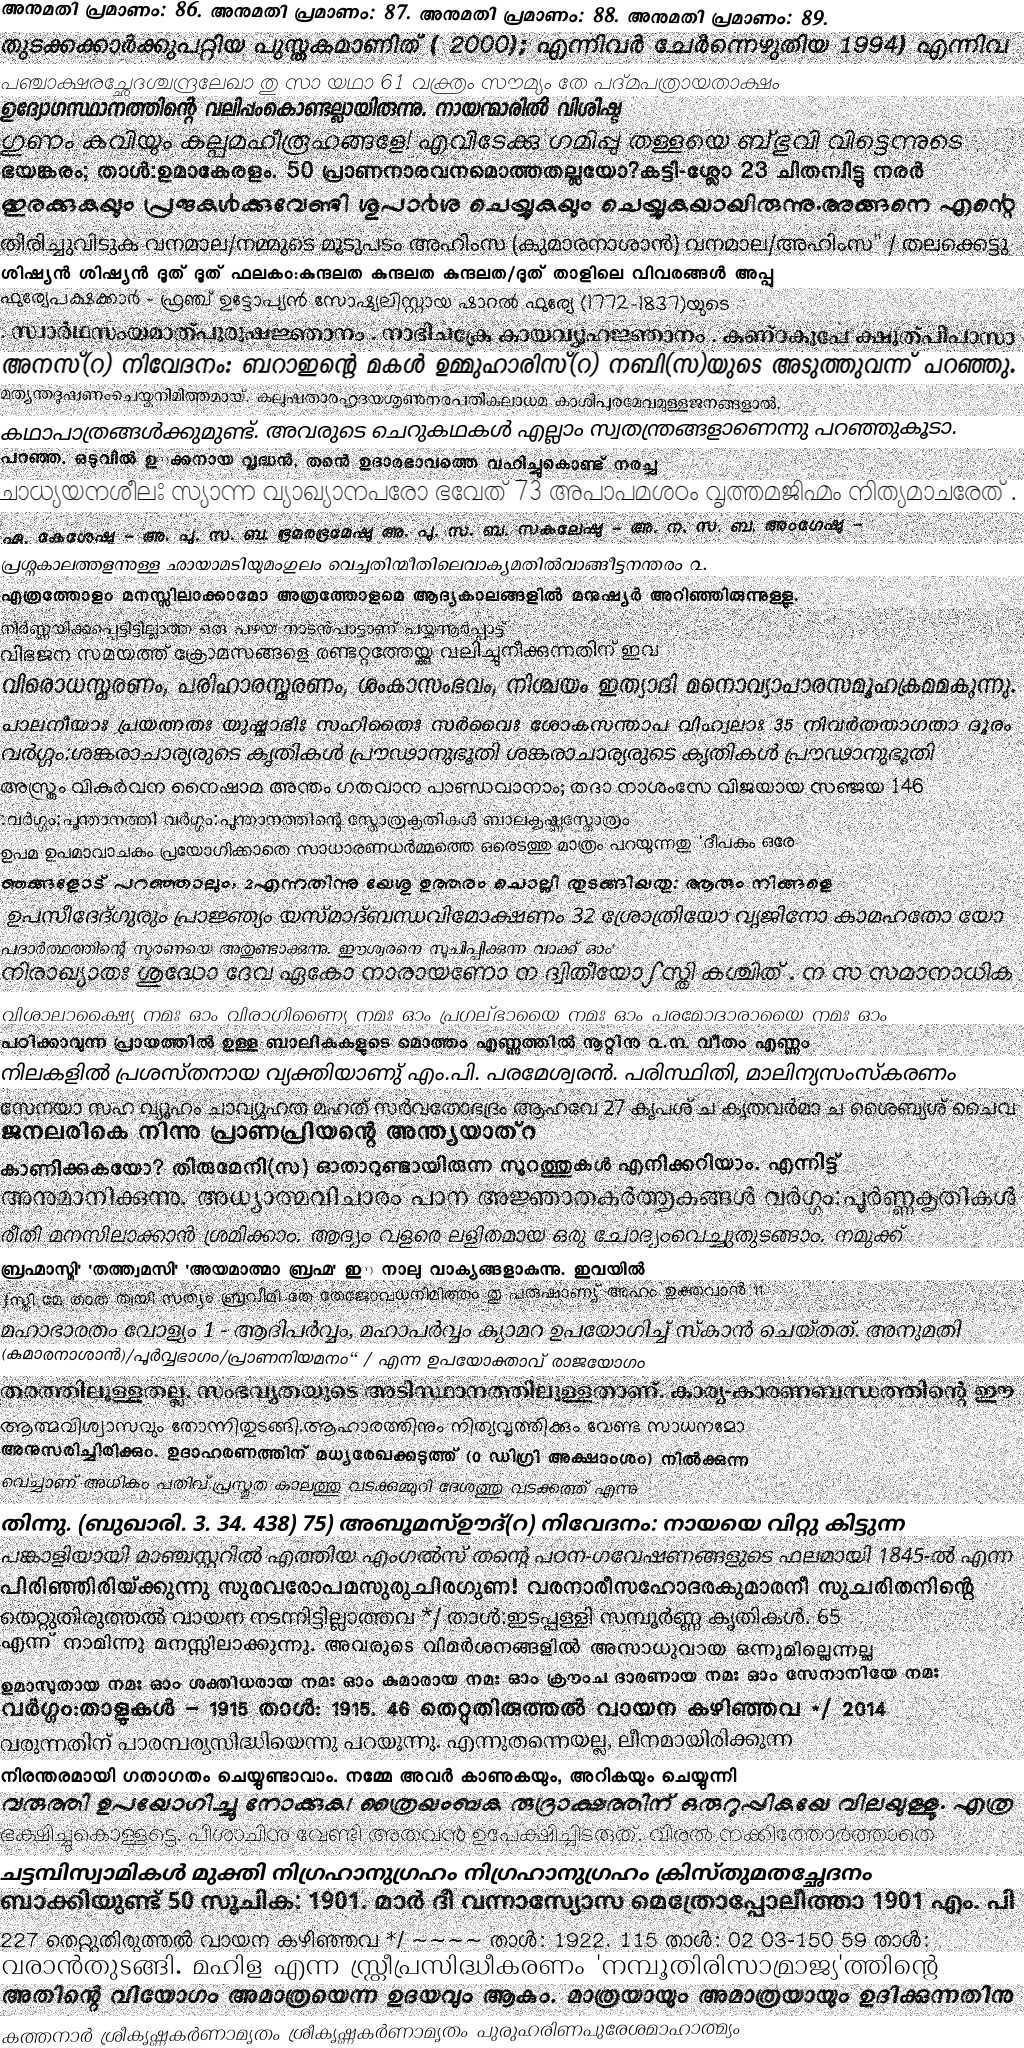 അനുമതി പ്രമാണം: 86. അനുമതി പ്രമാണം: 87. അനുമതി പ്രമാണം: 88. അനുമതി പ്രമാണം: 89.
തുടക്കക്കാർക്കുപറ്റിയ പുസ്തകമാണിത് ( 2000); എന്നിവർ ചേർന്നെഴുതിയ 1994) എന്നിവ
പഞ്ചാക്ഷരച്ഛേദശ്ചന്ദ്രലേഖാ തു സാ യഥാ 61 വക്ത്രം സൗമ്യം തേ പദ്മപത്രായതാക്ഷം
ഉദ്യോഗസ്ഥാനത്തിന്റെ വലിപ്പംകൊണ്ടല്ലായിരുന്നു. നായന്മാരിൽ വിശിഷ്ട
ഗുണം കവിയും കല്പമഹീരൂഹങ്ങളേ! എവിടേക്കു ഗമിപ്പൂ തള്ളയെ ബ്ഭുവി വിട്ടെന്നുടെ
ഭയങ്കരം; താൾ:ഉമാകേരളം. 50 പ്രാണനാരവനമൊത്തതല്ലയോ?കട്ടി-ശ്ലോ 23 ചിതമ്പിട്ടു നരർ
ഇരക്കുകയും പ്രഭുകൾക്കുവേണ്ടി ശുപാർശ ചെയ്യുകയും ചെയ്യുകയായിരുന്നു.അങ്ങനെ എന്റെ
തിരിച്ചുവിടുക വനമാല/നമ്മുടെ മൂടുപടം അഹിംസ (കുമാരനാശാൻ) വനമാല/അഹിംസ" / തലക്കെട്ടു
ശിഷ്യൻ ശിഷ്യൻ ദൂത് ദൂത് ഫലകം:കുന്ദലത കുന്ദലത കുന്ദലത/ദൂത് താളിലെ വിവരങ്ങൾ അപ്പ
ഫുര്യേപക്ഷക്കാർ - ഫ്രഞ്ച് ഉട്ടോപ്യൻ സോഷ്യലിസ്റ്റായ ഷാറൽ ഫുര്യേ (1772-1837)യുടെ
. സ്വാർഥസംയമാത്പുരുഷജ്ഞാനം . നാഭിചക്രേ കായവ്യൂഹജ്ഞാനം . കണ്ഠകൂപേ ക്ഷുത്പിപാസാ
അനസ്(റ) നിവേദനം: ബറാഇന്റെ മകൾ ഉമ്മുഹാരിസ്(റ) നബി(സ)യുടെ അടുത്തുവന്ന് പറഞ്ഞു.
മത്യന്തദൂഷണംചെയ്കനിമിത്തമായ്. കലുഷതാരഹൃദയശൂണുനരപതികുലാധമ കാശിപുരമേവമുള്ളജനങ്ങളാൽ.
കഥാപാത്രങ്ങൾക്കുമുണ്ട്. അവരുടെ ചെറുകഥകൾ എല്ലാം സ്വതന്ത്രങ്ങളാണെന്നു പറഞ്ഞുകൂടാ.
പറഞ്ഞ. ഒടുവിൽ ക്കനായ വൃദ്ധൻ, തന്റെ ഉദാരഭാവത്തെ വഹിച്ചുകൊണ്ട് നരച്ച
ചാധ്യയനശീലഃ സ്യാന്ന വ്യാഖ്യാനപരോ ഭവേത് 73 അപാപമശഠം വൃത്തമജിഹ്മം നിത്യമാചരേത് .
ഏ. കേശേഷു – അ. പു. സ. ബ. ഭ്രമരഭ്രമേഷു അ. പു. സ. ബ. സകലേഷു – അ. ന. സ. ബ. അംഗേഷു –
പ്രശ്നകാലത്തളന്നുള്ള ഛായാമടിയുമംഗുലം വെച്ചതിന്മീതിലെവാക്യമതിൽവാങ്ങീട്ടനന്തരം ൨.
എത്രത്തോളം മനസ്സിലാക്കാമോ അത്രത്തോളമെ ആദ്യകാലങ്ങളിൽ മനുഷ്യർ അറിഞ്ഞിരുന്നുള്ളൂ.
നിർണ്ണയിക്കപ്പെട്ടിട്ടില്ലാത്ത ഒരു പഴയ നാടൻപാട്ടാണ് പയ്യന്നൂർപ്പാട്ട്
വിഭജന സമയത്ത് ക്രോമസങ്ങളെ രണ്ടറ്റത്തേയ്ക്കു വലിച്ചുനീക്കുന്നതിന് ഇവ
വിരൊധസ്മരണം, പരിഹാരസ്മരണം, ശംകാസംഭവം, നിശ്ചയം ഇത്യാദി മനൊവ്യാപാരസമൂഹക്രമമകുന്നു.
പാലനീയാഃ പ്രയത്നതഃ യുഷ്മാഭിഃ സഹിതൈഃ സർവൈഃ ശോകസന്താപ വിഹ്വലാഃ 35 നിവർതതാഗതാ ദൂരം
വർഗ്ഗം:ശങ്കരാചാര്യരുടെ കൃതികൾ പ്രൗഢാനുഭൂതി ശങ്കരാചാര്യരുടെ കൃതികൾ പ്രൗഢാനുഭൂതി
അസ്ത്രം വികുർവന നൈഷാമ അന്തം ഗതവാന പാണ്ഡവാനാം; തദാ നാശംസേ വിജയായ സഞ്ജയ 146
:വർഗ്ഗം:പൂന്താനത്തി വർഗ്ഗം:പൂന്താനത്തിന്റെ സ്തോത്രകൃതികൾ ബാലകൃഷ്ണസ്തോത്രം
ഉപമ ഉപമാവാചകം പ്രയോഗിക്കാതെ സാധാരണധർമ്മത്തെ ഒരെടത്തു മാത്രം പറയുന്നതു 'ദീപകം ഒരേ
ഞങ്ങളോട് പറഞ്ഞാലും. 2എന്നതിന്നു യേശു ഉത്തരം ചൊല്ലി തുടങ്ങിയതു: ആരും നിങ്ങളെ
ഉപസീദേദ്ഗുരും പ്രാജ്ഞ്യം യസ്മാദ്ബന്ധവിമോക്ഷണം 32 ശ്രോത്രിയോ വൃജിനോ കാമഹതോ യോ
പദാർത്ഥത്തിന്റെ സ്മരണയെ അതുണ്ടാക്കുന്നു. ഈശ്വരനെ സൂചിപ്പിക്കുന്ന വാക്ക് ഓം'
നിരാഖ്യാതഃ ശുദ്ധോ ദേവ ഏകോ നാരായണോ ന ദ്വിതീയോഽസ്തി കശ്ചിത് . ന സ സമാനാധിക
വിശാലാക്ഷ്യൈ നമഃ ഓം വിരാഗിണ്യൈ നമഃ ഓം പ്രഗല്ഭായൈ നമഃ ഓം പരമോദാരായൈ നമഃ ഓം
പഠിക്കാവുന്ന പ്രായത്തിൽ ഉള്ള ബാലികകളുടെ മൊത്തം എണ്ണത്തിൽ നൂറ്റിനു ൨.൩. വീതം എണ്ണം
നിലകളിൽ പ്രശസ്തനായ വ്യക്തിയാണു് എം.പി. പരമേശ്വരൻ. പരിസ്ഥിതി, മാലിന്യസംസ്കരണം
സേനയാ സഹ വ്യൂഹം ചാവ്യൂഹത മഹത് സർവതോഭദ്രം ആഹവേ 27 കൃപശ് ച കൃതവർമാ ച ശൈബ്യശ് ചൈവ
ജനലരികെ നിന്നു പ്രാണപ്രിയന്റെ അന്ത്യയാത്റ
കാണിക്കുകയോ? തിരുമേനി(സ) ഓതാറുണ്ടായിരുന്ന സൂറത്തുകൾ എനിക്കറിയാം. എന്നിട്ട്
അനുമാനിക്കുന്നു. അധ്യാത്മവിചാരം പാന അജ്ഞാതകർത്തൃകങ്ങൾ വർഗ്ഗം:പൂർണ്ണകൃതികൾ
രീതി മനസിലാക്കാൻ ശ്രമിക്കാം. ആദ്യം വളരെ ലളിതമായ ഒരു ചോദ്യംവെച്ചുതുടങ്ങാം. നമുക്ക്
ബ്രഹ്മാസ്മി' 'തത്ത്വമസി' 'അയമാത്മാ ബ്രഹ്മ' നാലു വാക്യങ്ങളാകുന്നു. ഇവയിൽ
ഽസ്തി മേ താത ത്വയി സത്യം ബ്രവീമി തേ തേജോവധനിമിത്തം തു പരുഷാണ്യ് അഹം ഉക്തവാൻ 11
മഹാഭാരതം വോള്യം 1 - ആദിപർവ്വം, മഹാപർവ്വം ക്യാമറ ഉപയോഗിച്ച് സ്കാൻ ചെയ്തത്. അനുമതി
(കുമാരനാശാൻ)/പൂർവ്വഭാഗം/പ്രാണനിയമനം“ / എന്ന ഉപയോക്താവ് രാജയോഗം
തരത്തിലുള്ളതല്ല. സംഭവ്യതയുടെ അടിസ്ഥാനത്തിലുള്ളതാണ്. കാര്യ-കാരണബന്ധത്തിന്റെ ഈ
ആത്മവിശ്വാസവും തോന്നിതുടങ്ങി.ആഹാരത്തിനും നിത്യവൃത്തിക്കും വേണ്ട സാധനമോ
അനുസരിച്ചിരിക്കും. ഉദാഹരണത്തിന് മധ്യരേഖക്കടുത്ത് (0 ഡിഗ്രി അക്ഷാംശം) നിൽക്കുന്ന
വെച്ചാണ് അധികം പതിവ്.പ്രസ്തുത കാലത്തു വടക്കുമ്മുറി ദേശത്തു വടക്കത്ത് എന്നു
തിന്നു. (ബുഖാരി. 3. 34. 438) 75) അബൂമസ്ഊദ്(റ) നിവേദനം: നായയെ വിറ്റു കിട്ടുന്ന
പങ്കാളിയായി മാഞ്ചസ്റ്ററിൽ എത്തിയ എംഗൽസ് തന്റെ പഠന-ഗവേഷണങ്ങളുടെ ഫലമായി 1845-ൽ എന്ന
പിരിഞ്ഞിരിയ്ക്കുന്നു സുരവരോപമസുരുചിരഗുണ! വരനാരീസഹോദരകുമാരനീ സുചരിതനിന്റെ
തെറ്റുതിരുത്തൽ വായന നടന്നിട്ടില്ലാത്തവ */ താൾ:ഇടപ്പള്ളി സമ്പൂർണ്ണ കൃതികൾ. 65
എന്ന് നാമിന്നു മനസ്സിലാക്കുന്നു. അവരുടെ വിമർശനങ്ങളിൽ അസാധുവായ ഒന്നുമില്ലെന്നല്ല
ഉമാസുതായ നമഃ ഓം ശക്തിധരായ നമഃ ഓം കുമാരായ നമഃ ഓം ക്രൗംച ദാരണായ നമഃ ഓം സേനാനിയേ നമഃ
വർഗ്ഗം:താളുകൾ – 1915 താൾ: 1915. 46 തെറ്റുതിരുത്തൽ വായന കഴിഞ്ഞവ */ 2014
വരുന്നതിന് പാരമ്പര്യസിദ്ധിയെന്നു പറയുന്നു. എന്നുതന്നെയല്ല, ലീനമായിരിക്കുന്ന
നിരന്തരമായി ഗതാഗതം ചെയ്യുണ്ടാവാം. നമ്മേ അവർ കാണുകയും, അറികയും ചെയ്യുന്നി
വരുത്തി ഉപയോഗിച്ചു നോക്കുക! ത്രൈയംബക രുദ്രാക്ഷത്തിന് ഒരുറുപ്പികയേ വിലയുള്ളൂ. എത്ര
ഭക്ഷിച്ചുകൊള്ളട്ടെ. പിശാചിനു വേണ്ടി അതവൻ ഉപേക്ഷിച്ചിടരുത്. വിരൽ നക്കിത്തോർത്താതെ
ചട്ടമ്പിസ്വാമികൾ മുക്തി നിഗ്രഹാനുഗ്രഹം നിഗ്രഹാനുഗ്രഹം ക്രിസ്തുമതച്ഛേദനം
ബാക്കിയുണ്ട് 50 സൂചിക: 1901. മാർ ദീ വന്നാസ്യോസ മെത്രോപ്പോലീത്താ 1901 എം. പി
227 തെറ്റുതിരുത്തൽ വായന കഴിഞ്ഞവ */ ~~~~ താൾ: 1922. 115 താൾ: 02 03-150 59 താൾ:
വരാൻതുടങ്ങി. മഹിള എന്ന സ്ത്രീപ്രസിദ്ധീകരണം 'നമ്പൂതിരിസാമ്രാജ്യ'ത്തിന്റെ
അതിന്റെ വിയോഗം അമാത്രയെന്ന ഉദയവും ആകും. മാത്രയായും അമാത്രയായും ഉദിക്കുന്നതിനു
കത്തനാർ ശ്രീകൃഷ്ണകർണാമൃതം ശ്രീകൃഷ്ണകർണാമൃതം പുരുഹരിണപുരേശമാഹാത്മ്യം